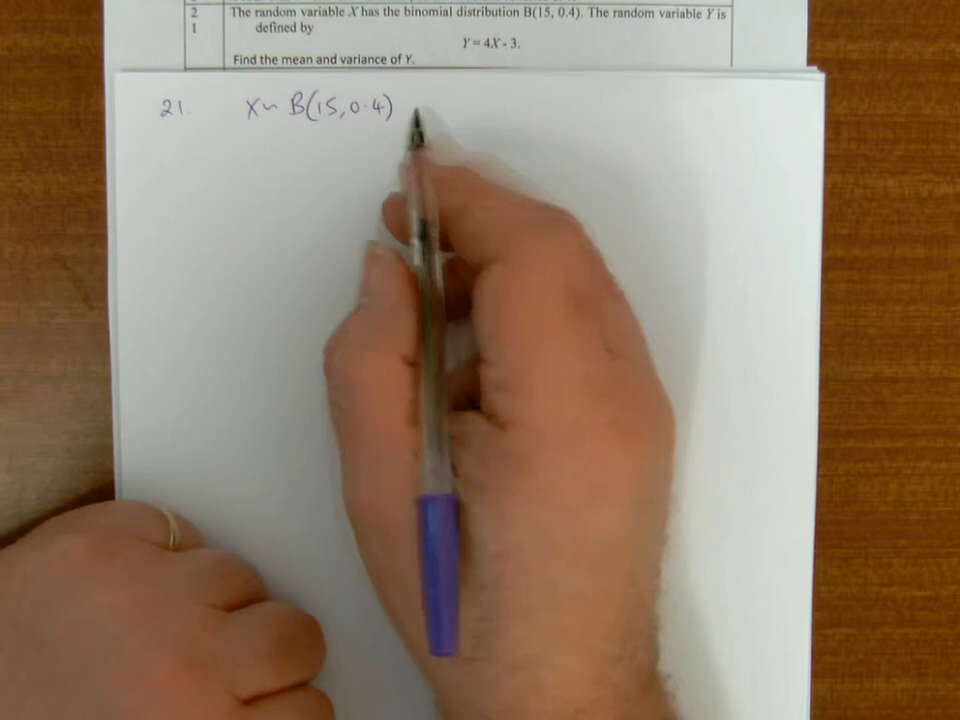 2 The random variable X has the binomial distribution B(15, 0.4). The random variable Y is
1 defined by
Y = 4X - 3.
Find the mean and variance of Y.
21. X~ B(15, 0.4)